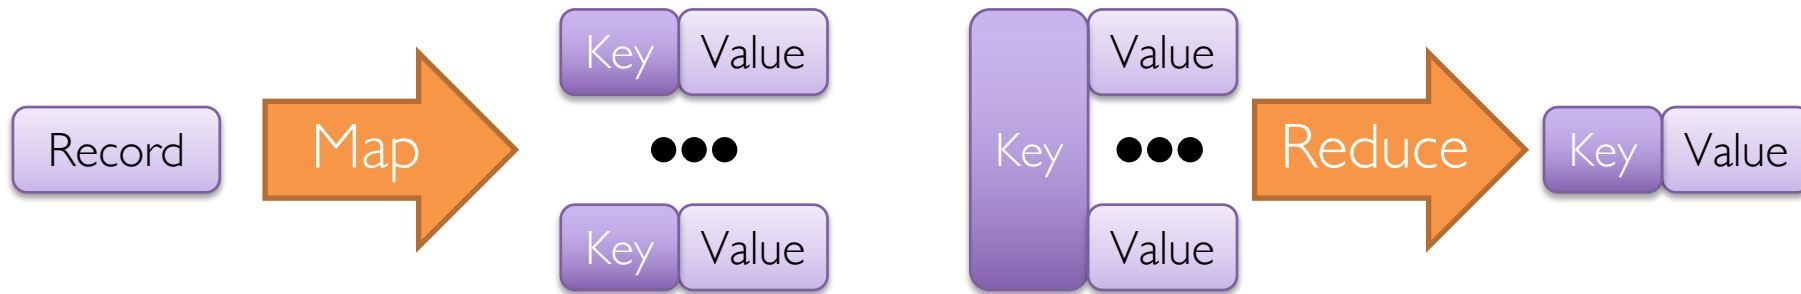 Record
Map
Key Value
•••
Key Value
Key
Value
•••
Value
Reduce
Key Value